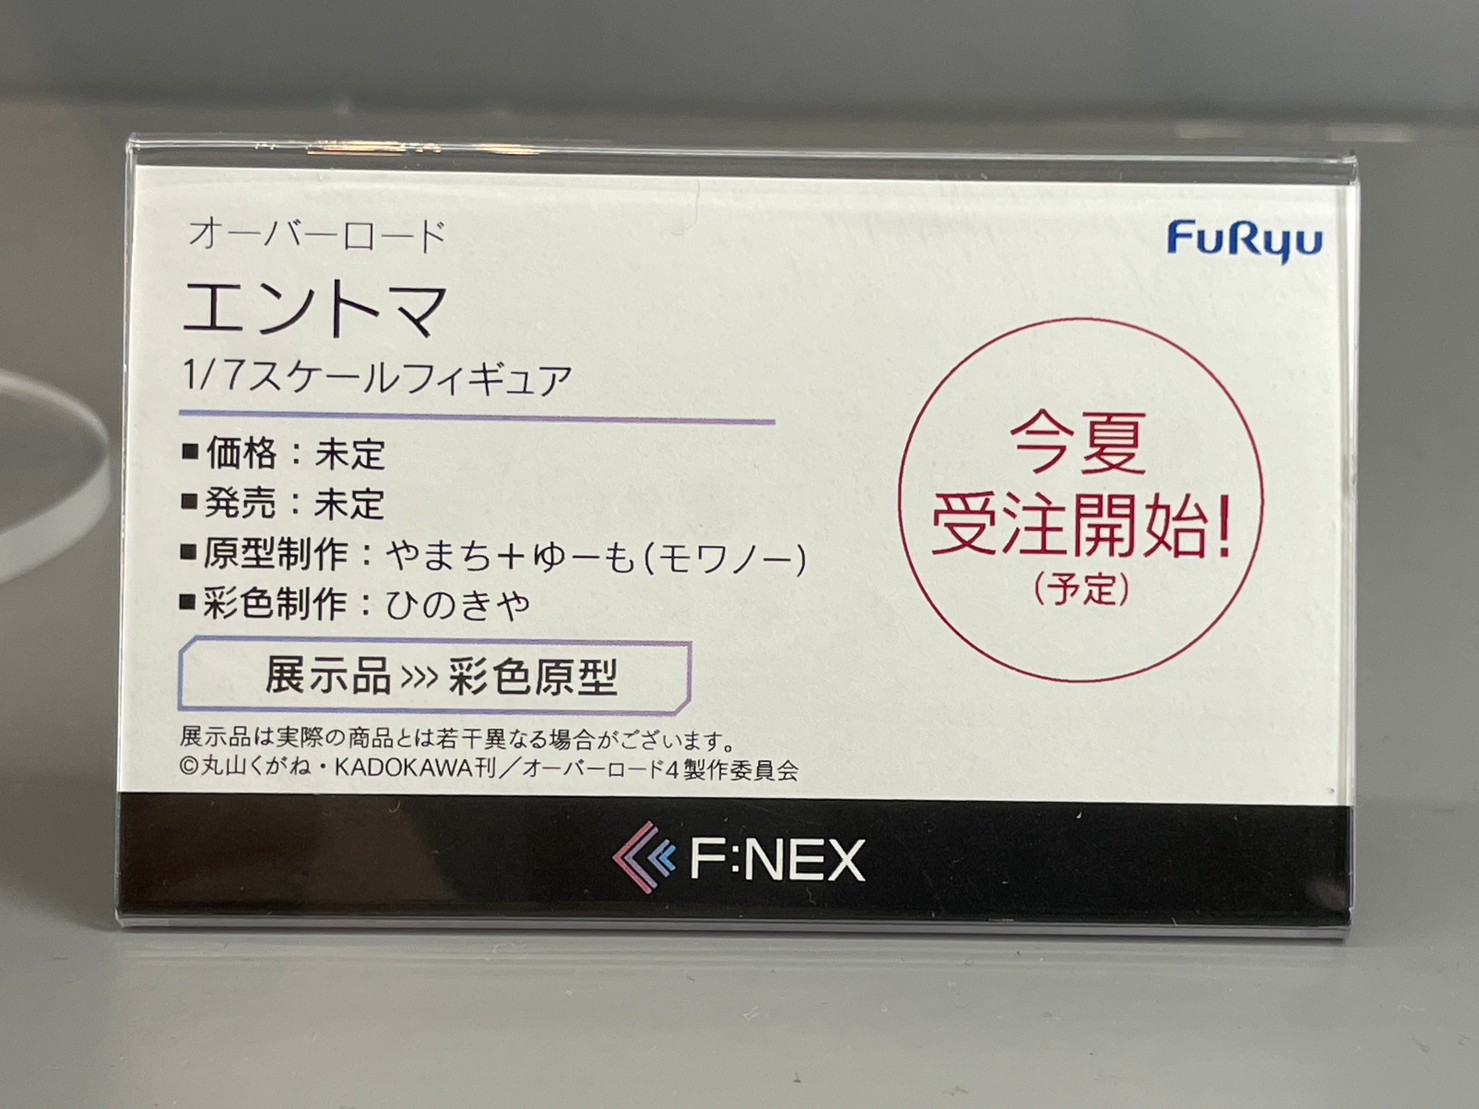 オーバーロード
FuRyu
エントマ
1/7スケールフィギュア
■価格：未定
■発売：未定
■原型制作：やまち＋ゆーも(モワノー)
■彩色制作：ひのきや
展示品>>>彩色原型
展示品は実際の商品とは若干異なる場合がございます。
©丸山くがね・KADOKAWA刊／オーバーロード4製作委員会
今夏
受注開始！
(予定)
F:NEX